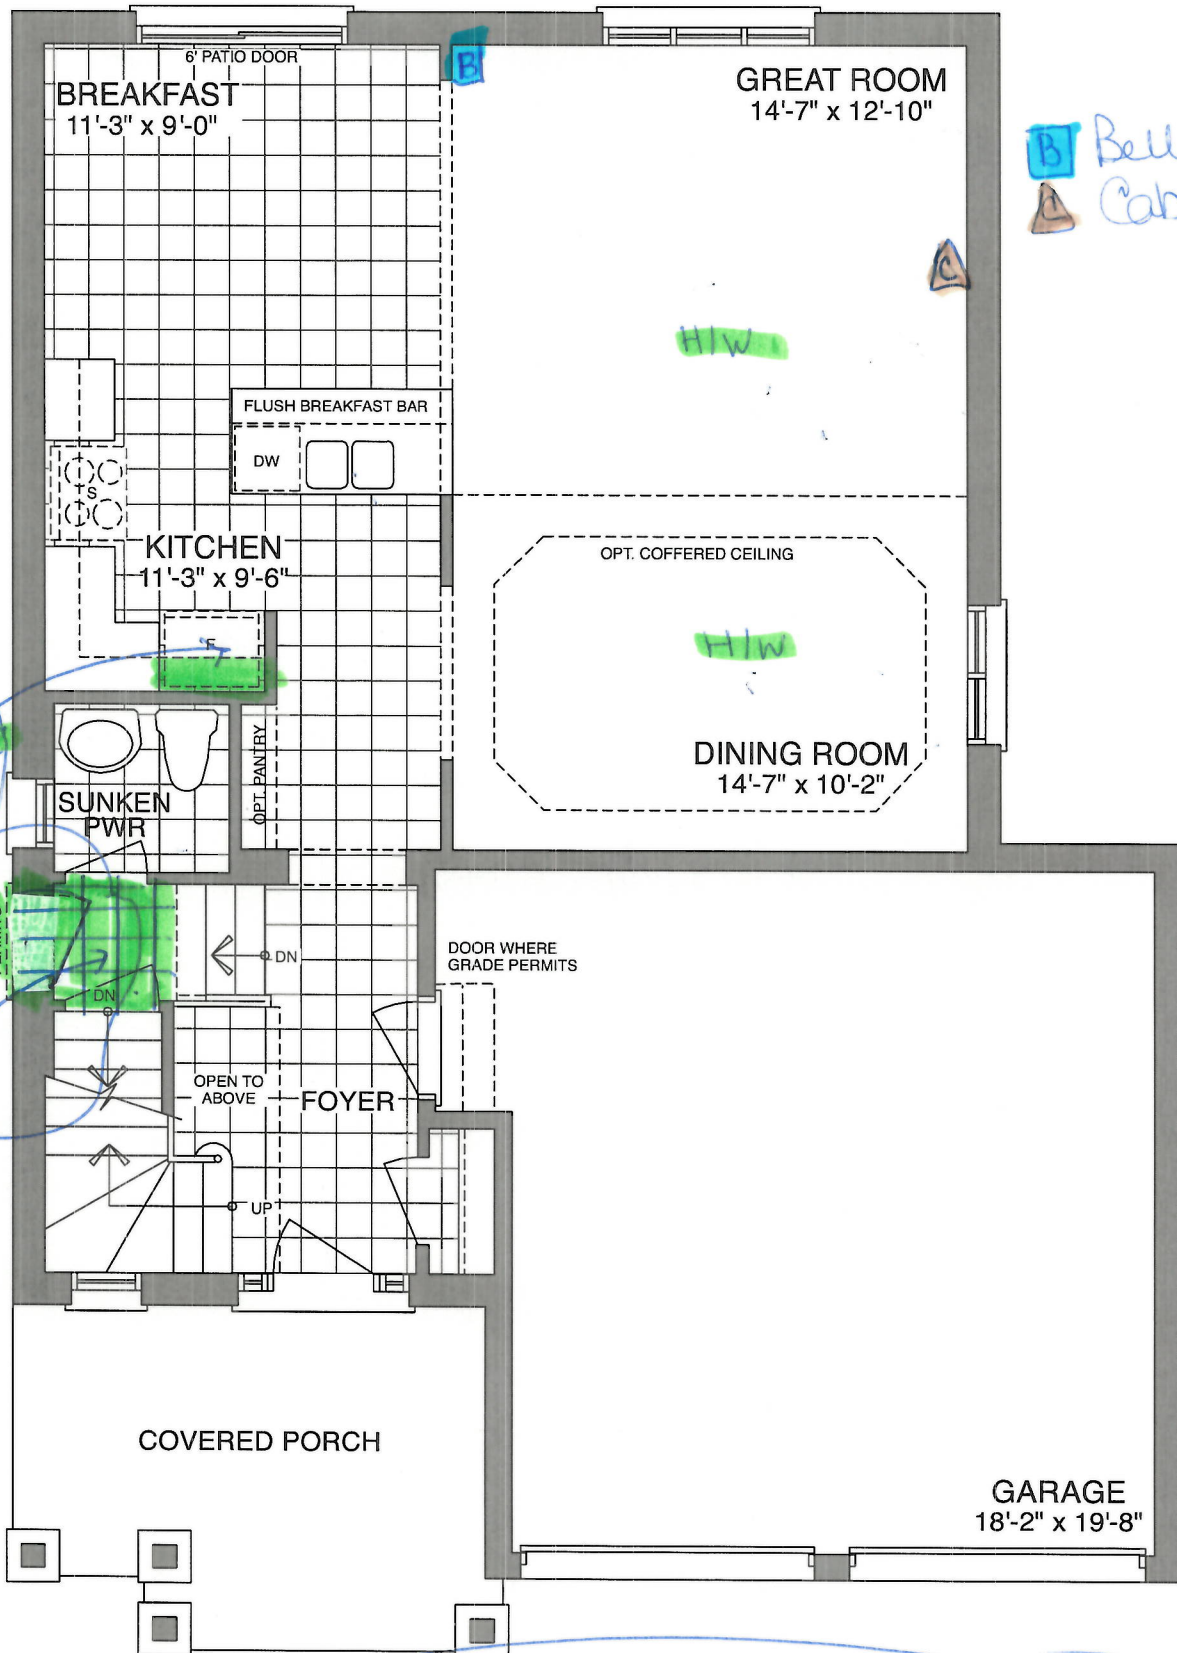 6' PATIO DOOR
BREAKFAST
11'-3" x 9'-0"
B
GREAT ROOM
14'-7" x 12'-10"
B Bell
C
C
H/W
FLUSH BREAKFAST BAR
DW
S
KITCHEN
11'-3" x 9'-6"
OPT. COFFERED CEILING
F
H/W
OPT. PANTRY
DINING ROOM
14'-7" x 10'-2"
SUNKEN
PWR
DN
DOOR WHERE
GRADE PERMITS
DN
OPEN TO
ABOVE
FOYER
UP
COVERED PORCH
GARAGE
18'-2" x 19'-8"